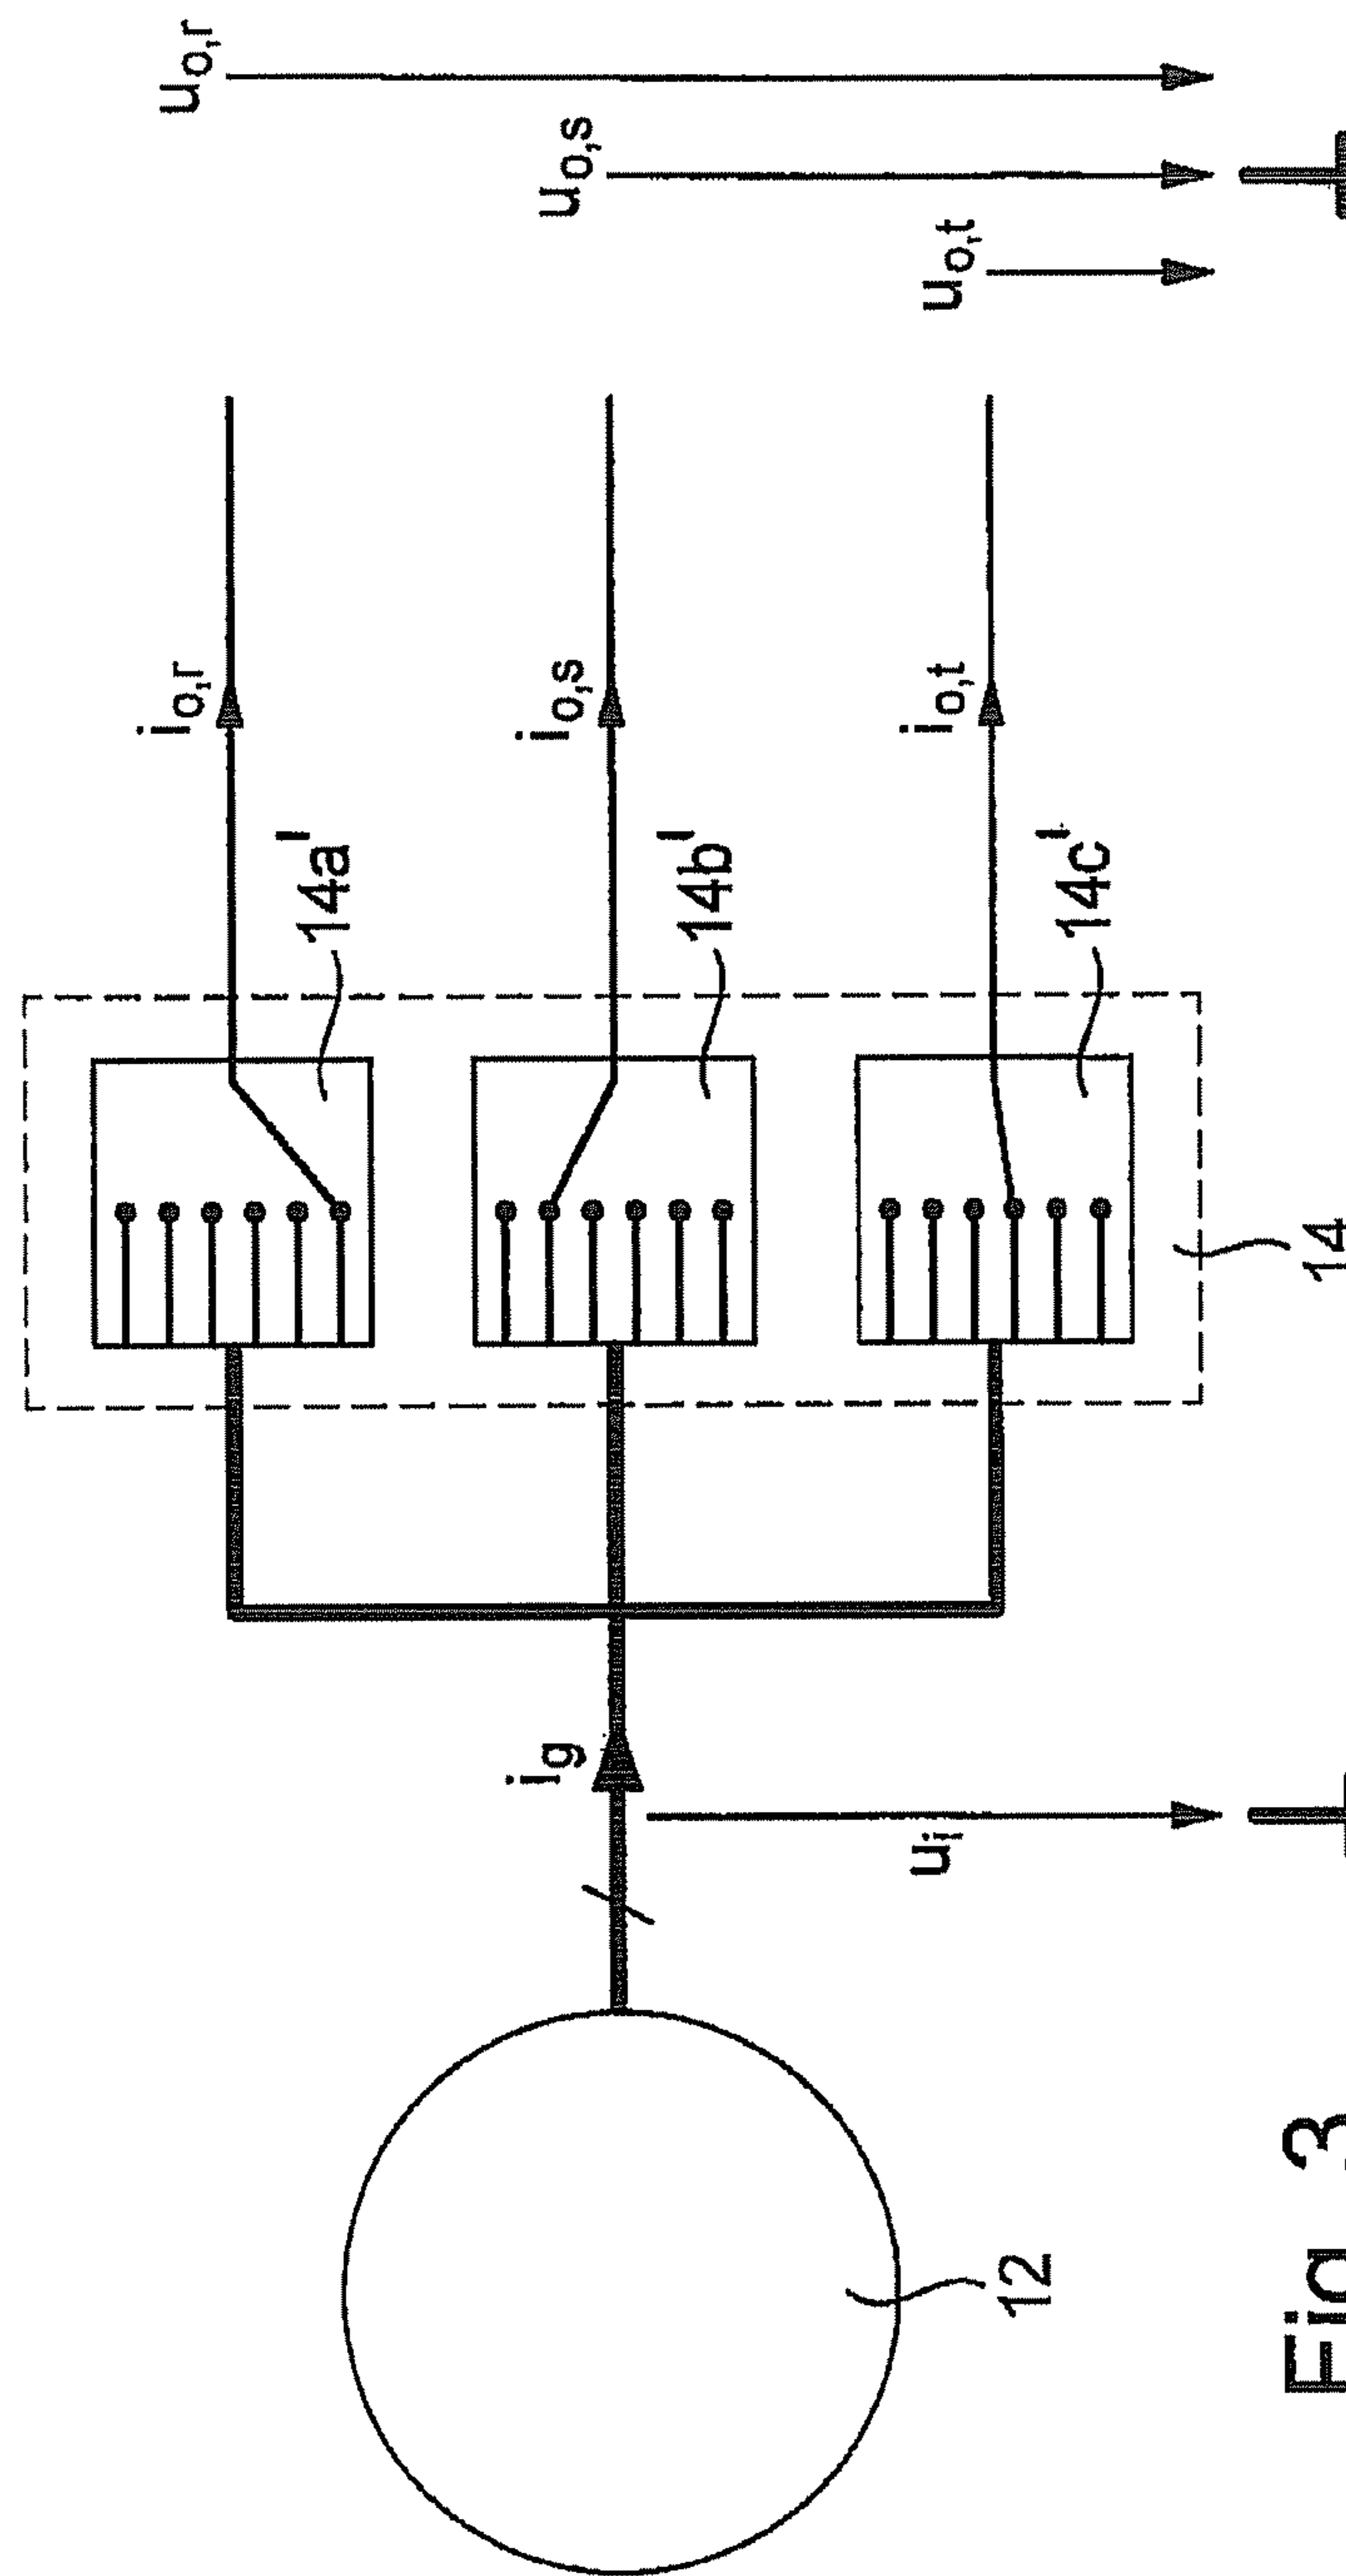 u_o,r
u_o,s
u_o,t
i_o,r
i_o,s
i_o,t
14a'
14b'
14c'
14
i_g
u_i
12
Fig. 3